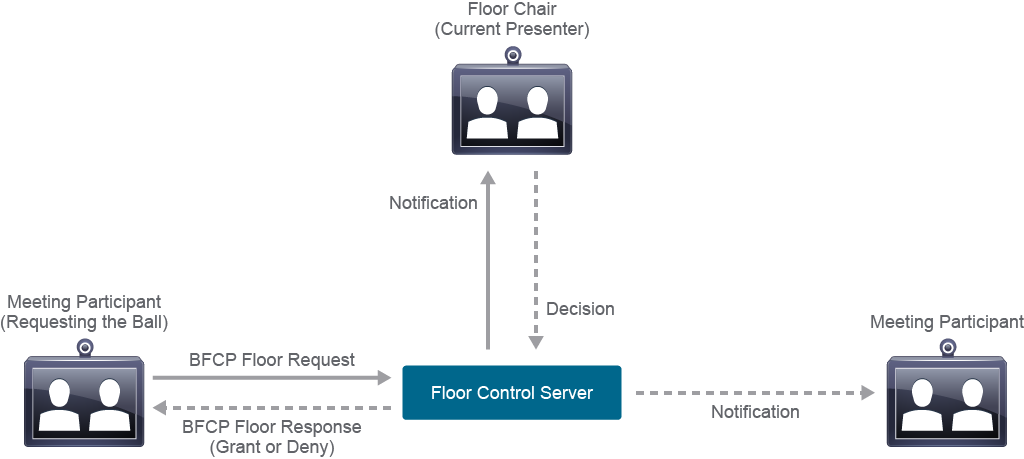 Floor Chair
(Current Presenter)
Notification
Decision
Meeting Participant
(Requesting the Ball)
Meeting Participant
BFCP Floor Request
Floor Control Server
BFCP Floor Response
(Grant or Deny)
Notification